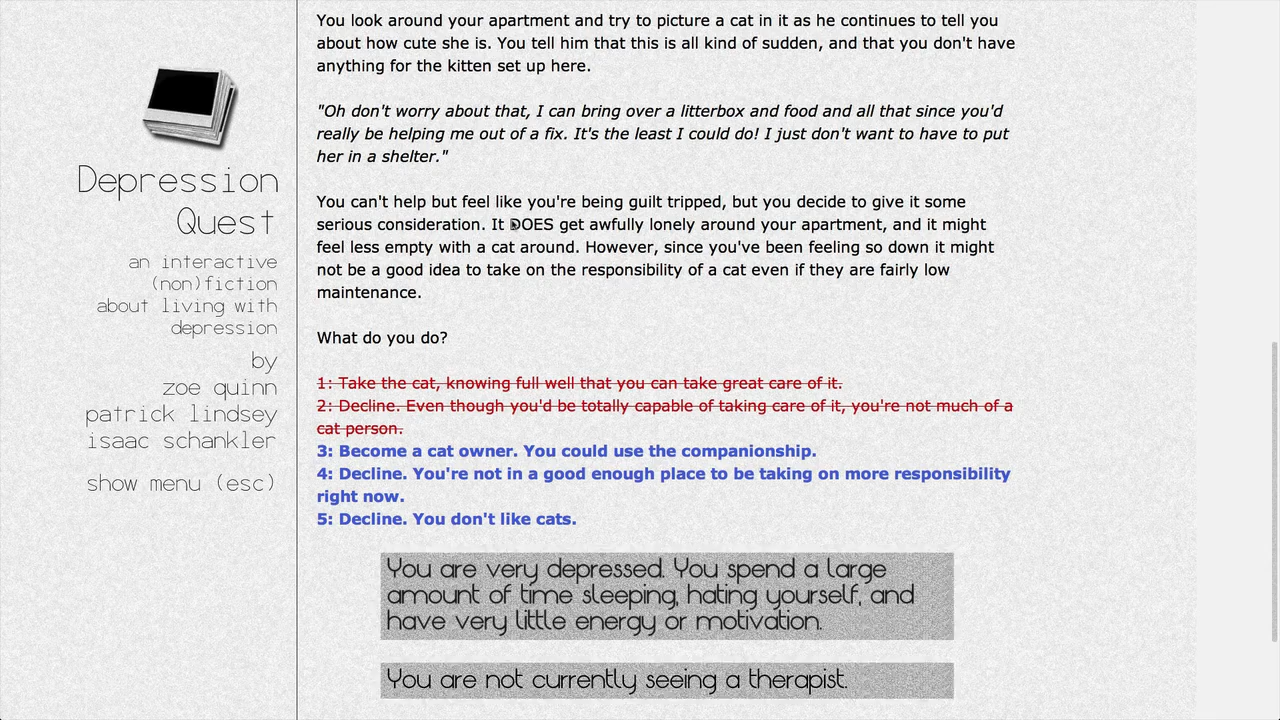 Depression
Quest
an interactive
(non)fiction
about living with
depression
by
zoe quinn
patrick lindsey
isaac schankler
show menu (esc)
You look around your apartment and try to picture a cat in it as he continues to tell you
about how cute she is. You tell him that this is all kind of sudden, and that you don't have
anything for the kitten set up here.
"Oh don't worry about that, I can bring over a litterbox and food and all that since you'd
really be helping me out of a fix. It's the least I could do! I just don't want to have to put
her in a shelter."
You can't help but feel like you're being guilt tripped, but you decide to give it some
serious consideration. It DOES get awfully lonely around your apartment, and it might
feel less empty with a cat around. However, since you've been feeling so down it might
not be a good idea to take on the responsibility of a cat even if they are fairly low
maintenance.
What do you do?
1: Take the cat, knowing full well that you can take great care of it.
2: Decline. Even though you'd be totally capable of taking care of it, you're not much of a
cat person.
3: Become a cat owner. You could use the companionship.
4: Decline. You're not in a good enough place to be taking on more responsibility
right now.
5: Decline. You don't like cats.
You are very depressed. You spend a large
amount of time sleeping, hating yourself, and
have very little energy or motivation.
You are not currently seeing a therapist.